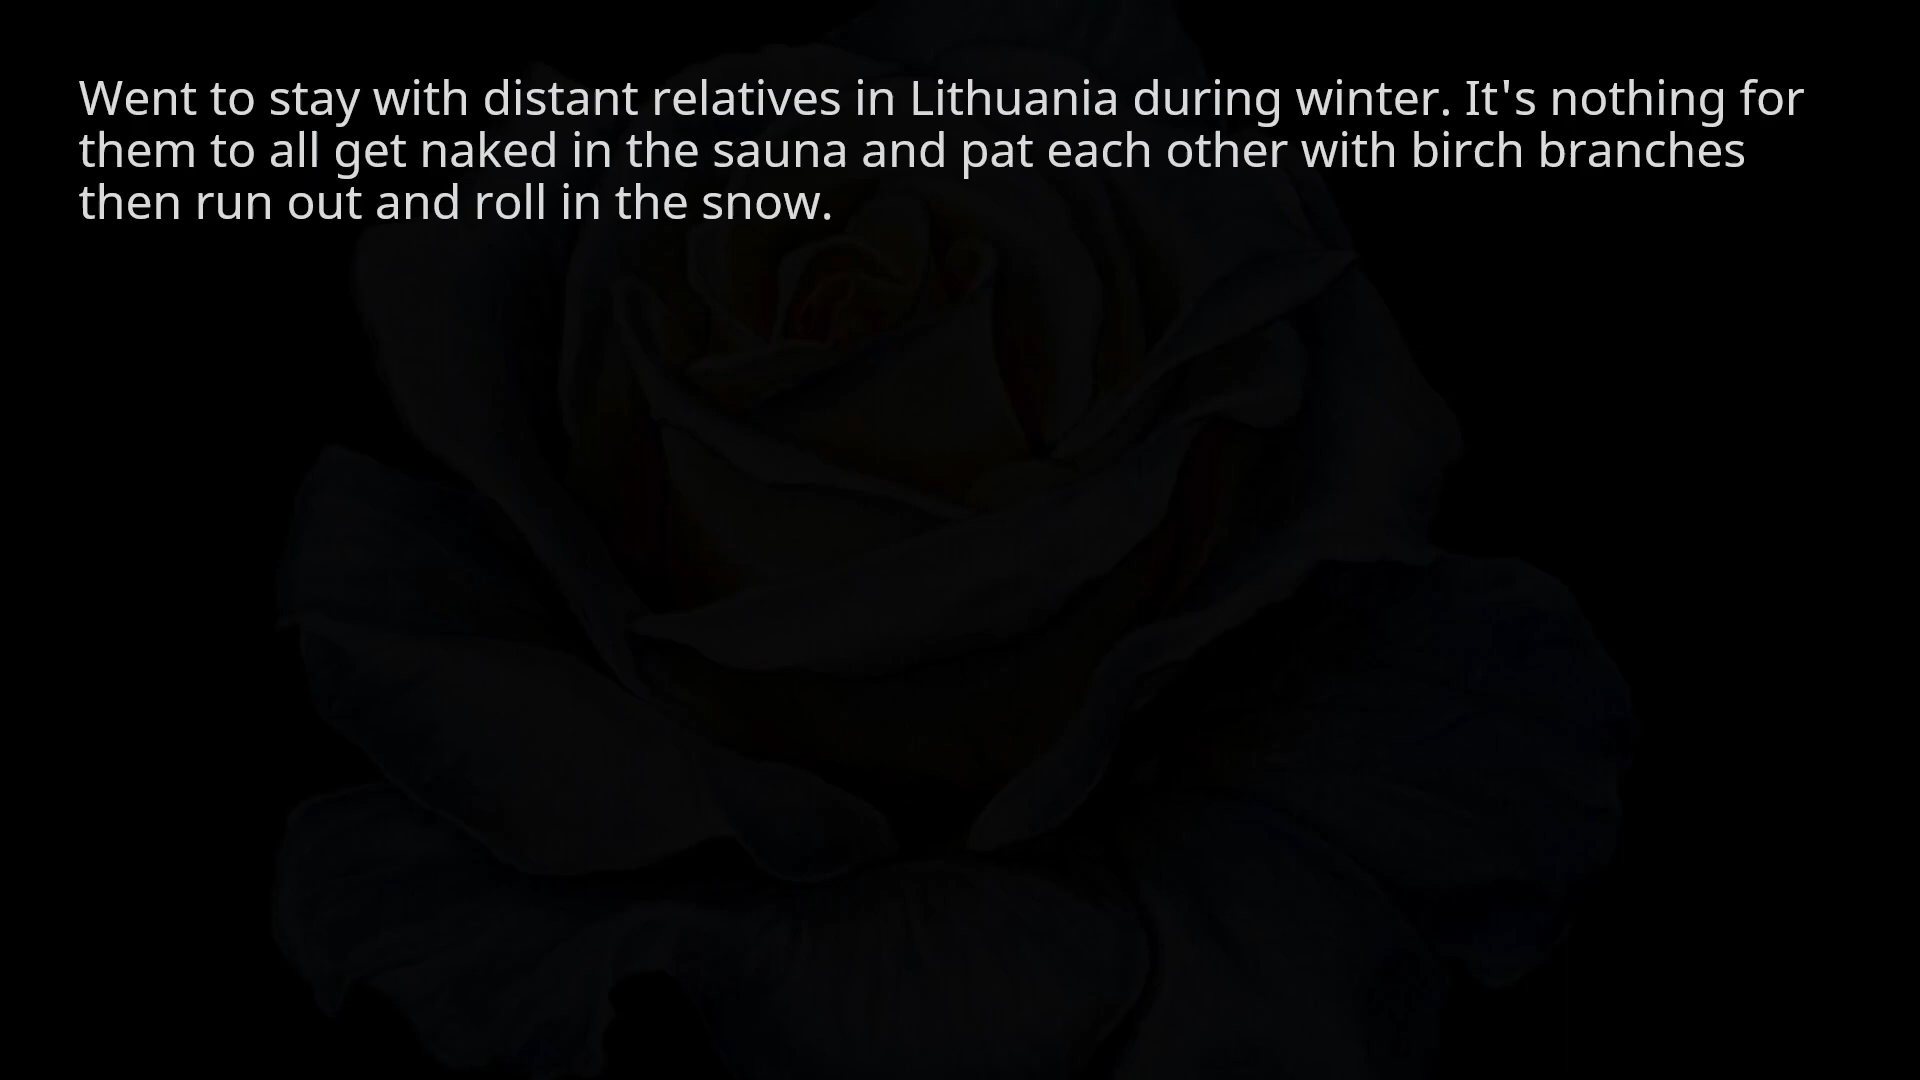 Went to stay with distant relatives in Lithuania during winter. It's nothing for
them to all get naked in the sauna and pat each other with birch branches
then run out and roll in the snow.